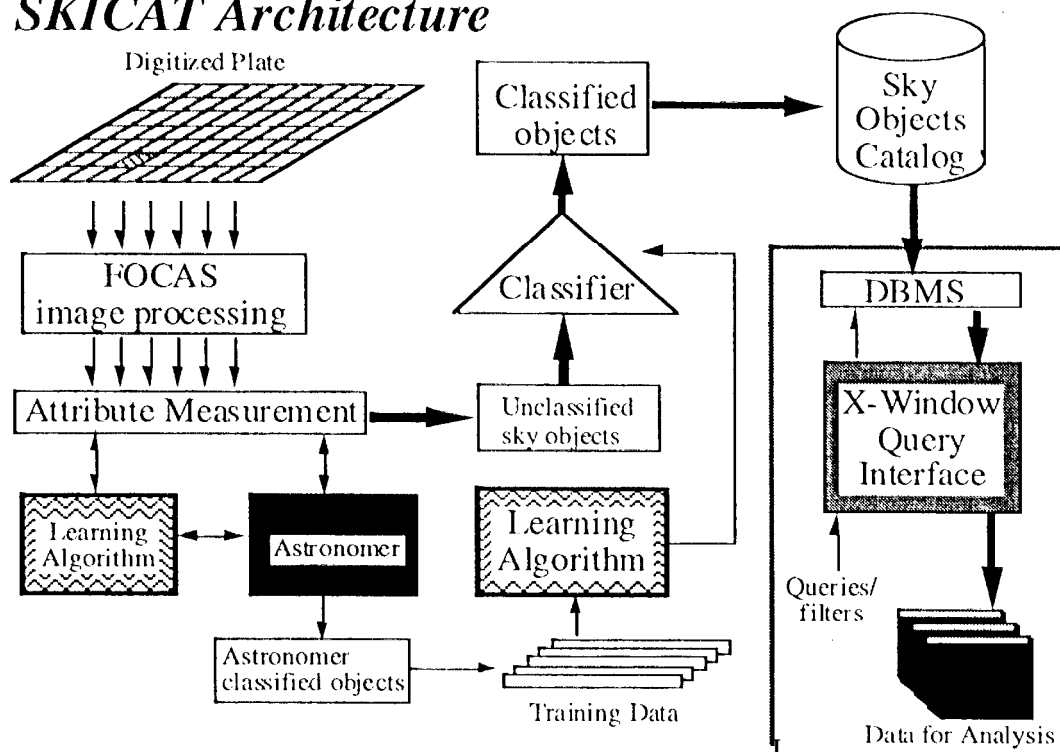 SKICAT Architecture
Digitized Plate
FOCAS
image processing
Attribute Measurement
Learning
Algorithm
Astronomer
Astronomer
classified objects
Training Data
Learning
Algorithm
Unclassified
sky objects
Classifier
Classified
objects
Sky
Objects
Catalog
DBMS
X-Window
Query
Interface
Queries/
filters
Data for Analysis